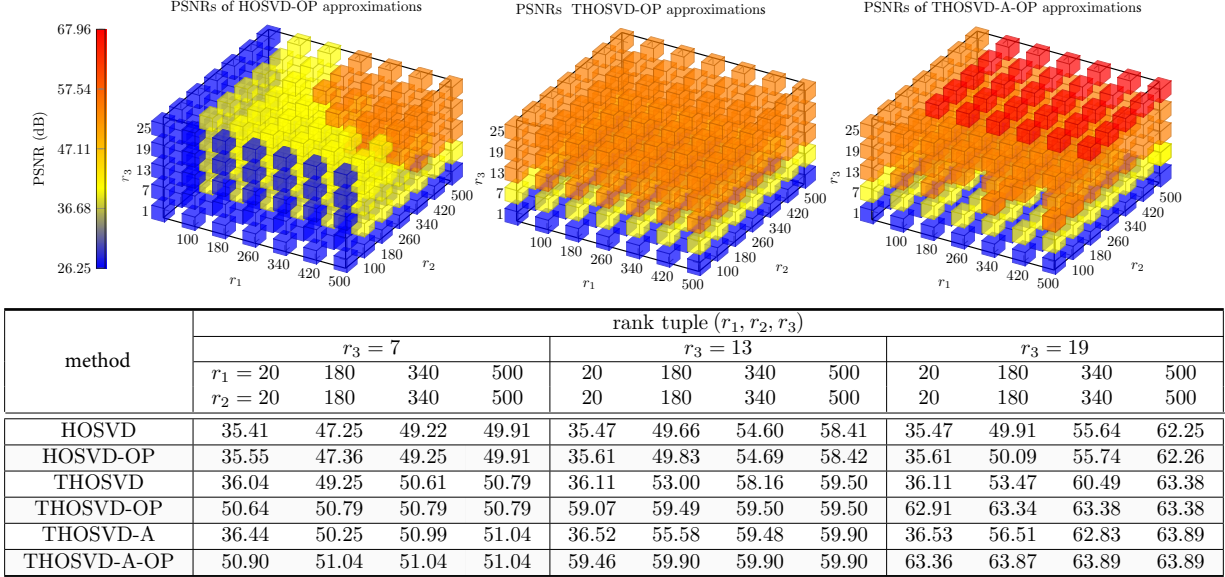 PSNRs of HOSVD-OP approximations
PSNRs THOSVD-OP approximations
PSNRs of THOSVD-A-OP approximations
67.96
57.54
47.11
36.68
26.25
PSNR (dB)
r3
25
19
13
7
1
100
180
260
340
420
500
r1
100
180
260
340
420
500
r2
r3
25
19
13
7
1
100
180
260
340
420
500
r1
100
180
260
340
420
500
r2
r3
25
19
13
7
1
100
180
260
340
420
500
r1
100
180
260
340
420
500
r2
method
rank tuple (r1, r2, r3)
r3 = 7 r3 = 13 r3 = 19
r1 = 20 180 340 500 20 180 340 500 20 180 340 500
r2 = 20 180 340 500 20 180 340 500 20 180 340 500
HOSVD 35.41 47.25 49.22 49.91 35.47 49.66 54.60 58.41 35.47 49.91 55.64 62.25
HOSVD-OP 35.55 47.36 49.25 49.91 35.61 49.83 54.69 58.42 35.61 50.09 55.74 62.26
THOSVD 36.04 49.25 50.61 50.79 36.11 53.00 58.16 59.50 36.11 53.47 60.49 63.38
THOSVD-OP 50.64 50.79 50.79 50.79 59.07 59.49 59.50 59.50 62.91 63.34 63.38 63.38
THOSVD-A 36.44 50.25 50.99 51.04 36.52 55.58 59.48 59.90 36.53 56.51 62.83 63.89
THOSVD-A-OP 50.90 51.04 51.04 51.04 59.46 59.90 59.90 59.90 63.36 63.87 63.89 63.89